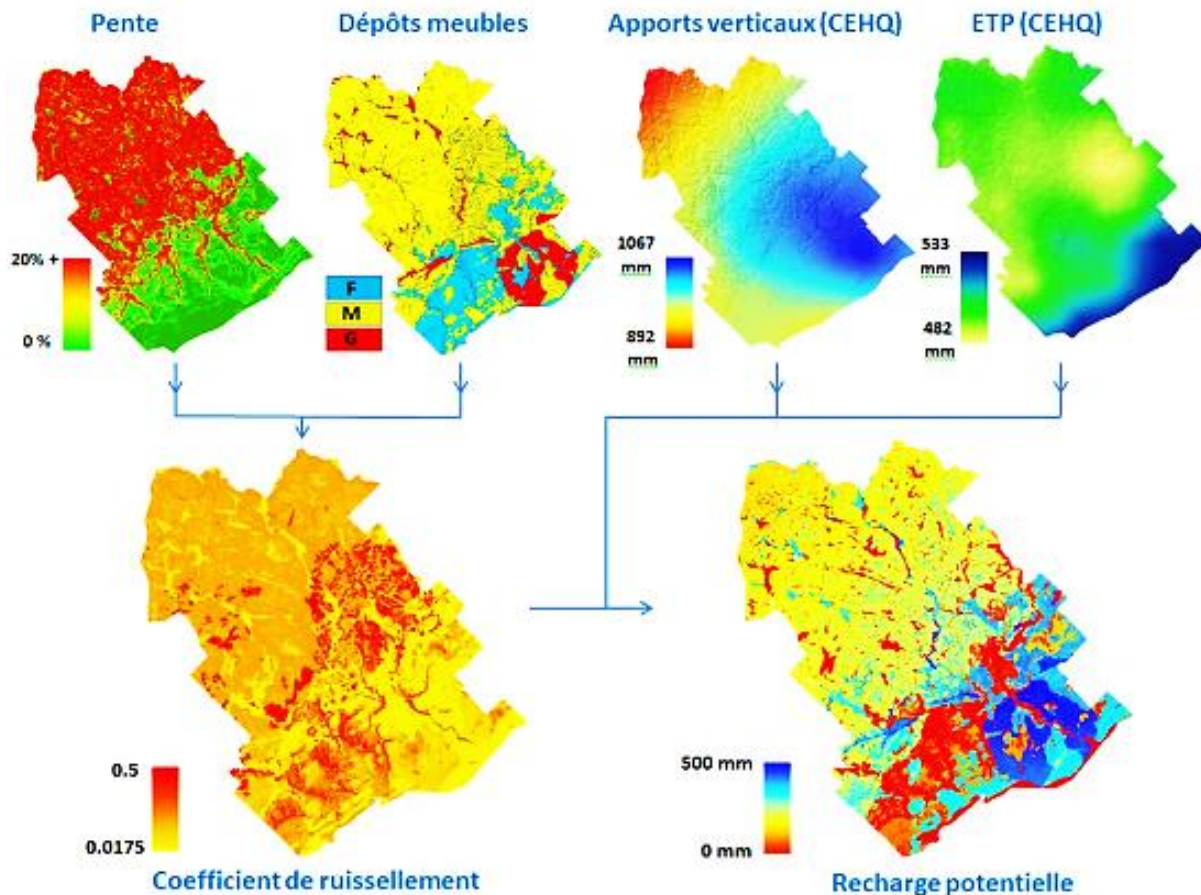 Pente
Dépôts meubles
Apports verticaux (CEHQ)
ETP (CEHQ)
20% +
0 %
F
M
G
1067
mm
892
mm
533
mm
482
mm
0.5
0.0175
Coefficient de ruissellement
500 mm
0 mm
Recharge potentielle